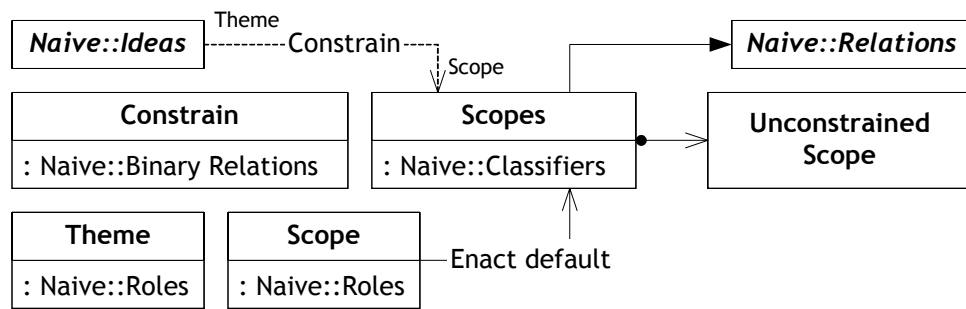 Theme
Naive::Ideas
Constrain
Naive::Relations
Scope
Constrain
Scopes
Unconstrained
Scope
: Naive::Binary Relations
: Naive::Classifiers
Theme
Scope
Enact default
: Naive::Roles
: Naive::Roles